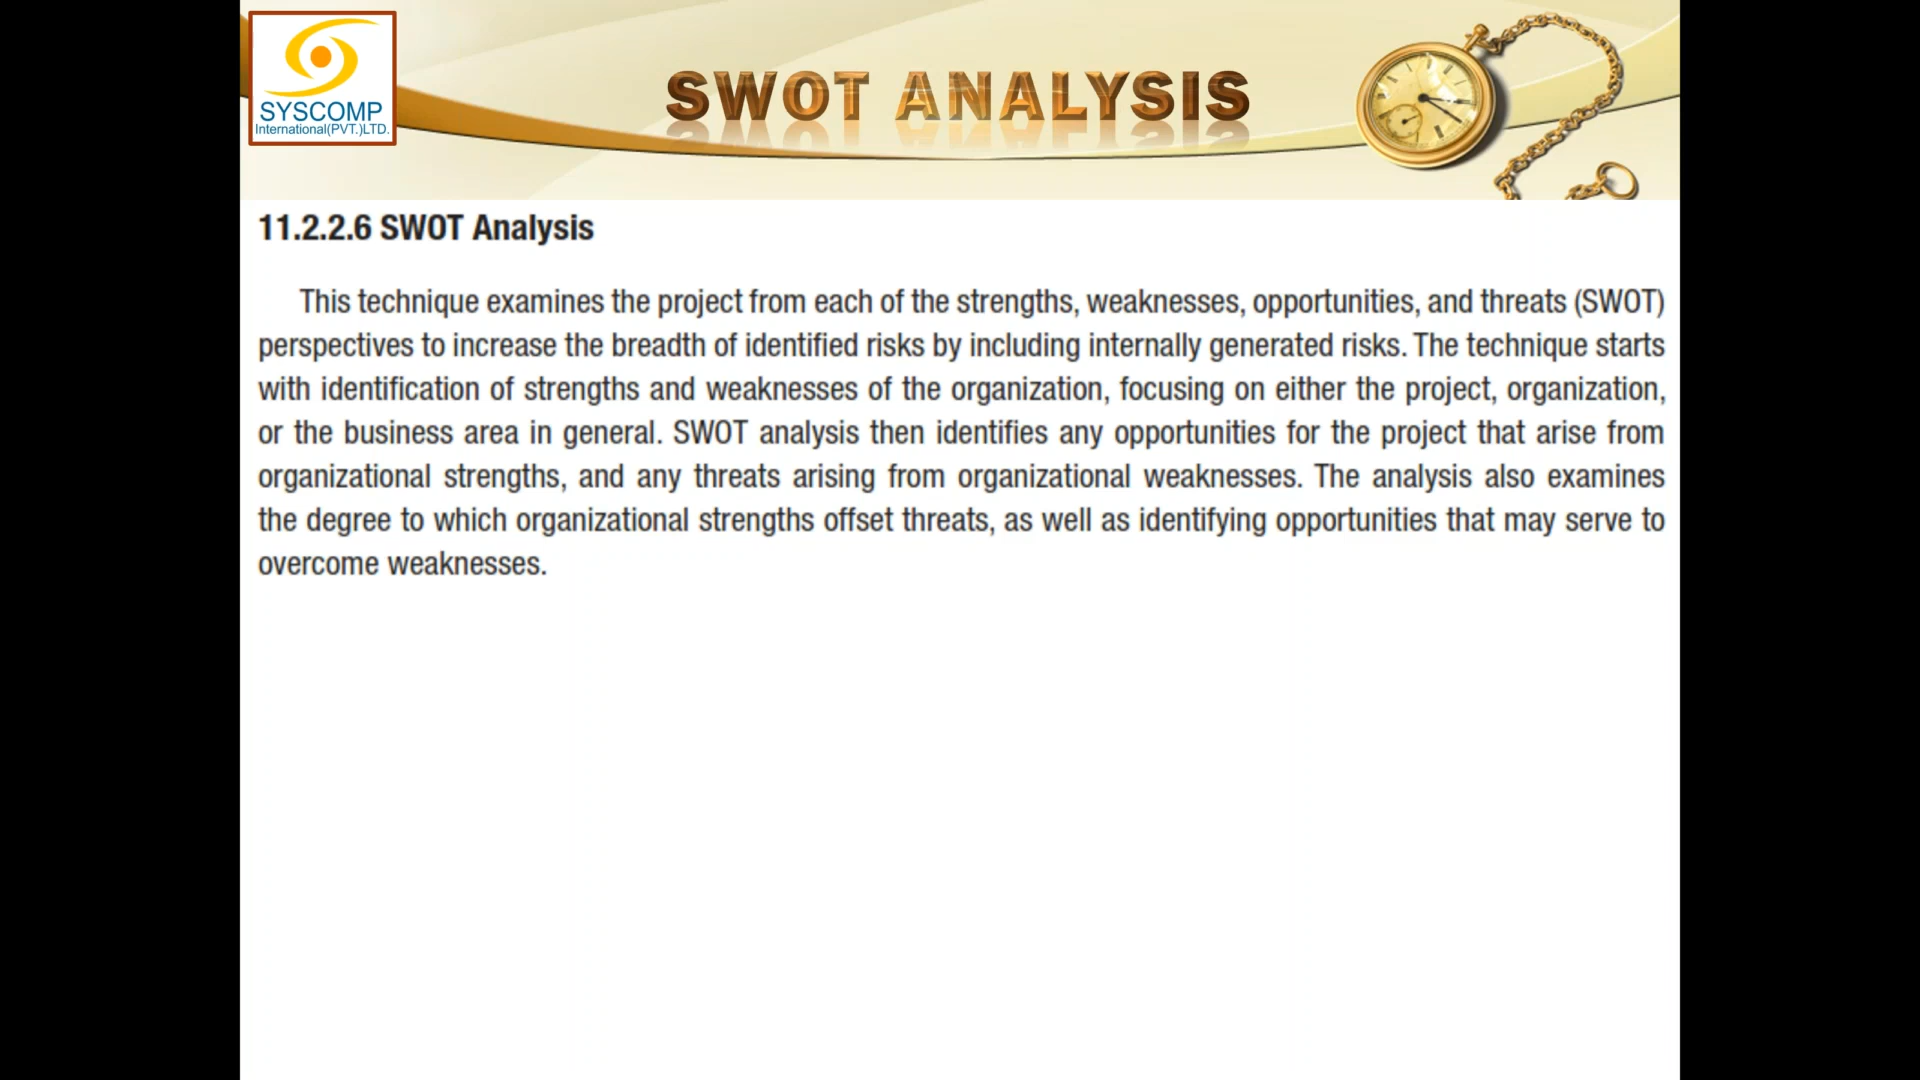 SYSCOMP
International(PVT.)LTD.
SWOT ANALYSIS
11.2.2.6 SWOT Analysis
This technique examines the project from each of the strengths, weaknesses, opportunities, and threats (SWOT)
perspectives to increase the breadth of identified risks by including internally generated risks. The technique starts
with identification of strengths and weaknesses of the organization, focusing on either the project, organization,
or the business area in general. SWOT analysis then identifies any opportunities for the project that arise from
organizational strengths, and any threats arising from organizational weaknesses. The analysis also examines
the degree to which organizational strengths offset threats, as well as identifying opportunities that may serve to
overcome weaknesses.